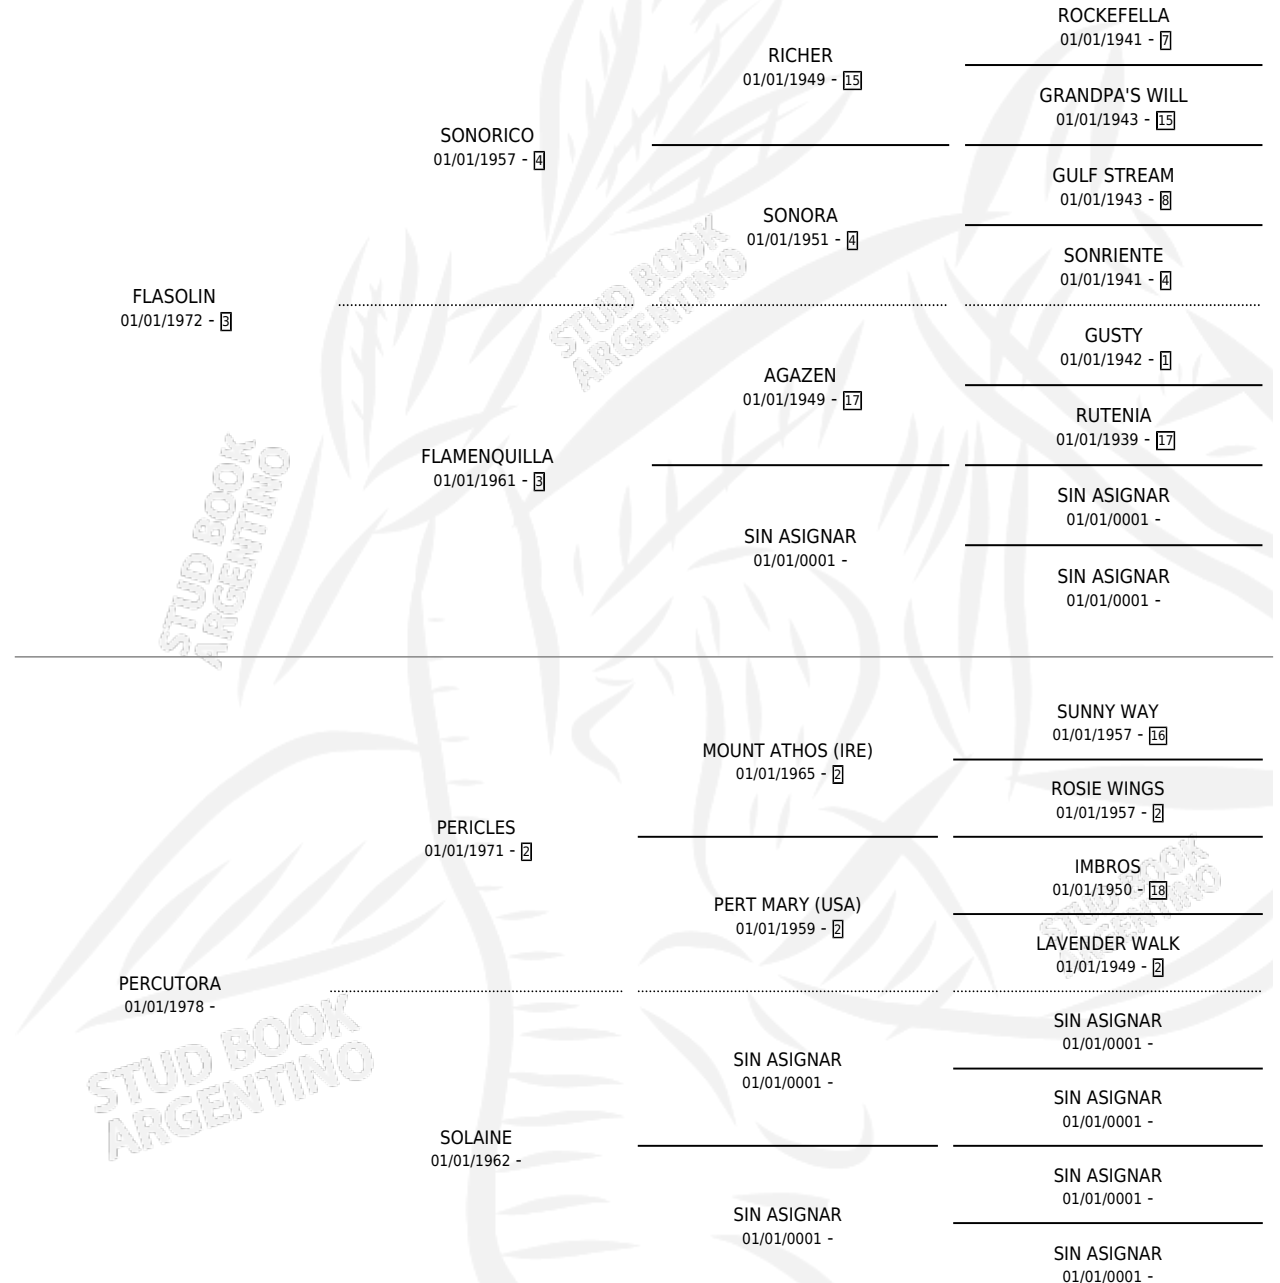 ROCKEFELLA
01/01/1941 - 7
RICHER
01/01/1949 - 15
GRANDPA'S WILL
01/01/1943 - 15
SONORICO
01/01/1957 - 4
GULF STREAM
01/01/1943 - 8
SONORA
01/01/1951 - 4
SONRIENTE
01/01/1941 - 4
FLASOLIN
01/01/1972 - 3
GUSTY
01/01/1942 - 1
AGAZEN
01/01/1949 - 17
RUTENIA
01/01/1939 - 17
FLAMENQUILLA
01/01/1961 - 3
SIN ASIGNAR
01/01/0001 -
SIN ASIGNAR
01/01/0001 -
SIN ASIGNAR
01/01/0001 -
STUD BOOK
ARGENTINO
STUD BOOK
ARGENTINO
SUNNY WAY
01/01/1957 - 16
MOUNT ATHOS (IRE)
01/01/1965 - 2
ROSIE WINGS
01/01/1957 - 2
PERICLES
01/01/1971 - 2
IMBROS
01/01/1950 - 18
PERT MARY (USA)
01/01/1959 - 2
LAVENDER WALK
01/01/1949 - 2
PERCUTORA
01/01/1978 -
SIN ASIGNAR
01/01/0001 -
SIN ASIGNAR
01/01/0001 -
SIN ASIGNAR
01/01/0001 -
SOLAINE
01/01/1962 -
SIN ASIGNAR
01/01/0001 -
SIN ASIGNAR
01/01/0001 -
SIN ASIGNAR
01/01/0001 -
STUD BOOK
ARGENTINO
STUD BOOK
ARGENTINO